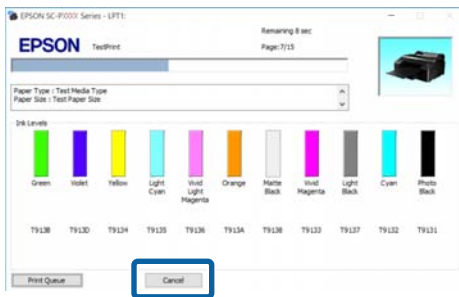 EPSON SC-PXXXX Series - LPT1:
EPSON
TestPrint
Remaining 8 sec
Page: 7/15
Paper Type : Test Media Type
Paper Size : Test Paper Size
Ink Levels
Green
Violet
Yellow
Light Cyan
Vivid Light Magenta
Orange
Matte Black
Vivid Magenta
Light Black
Cyan
Photo Black
T913B T913D T9134 T9135 T9136 T913A T9138 T9133 T9137 T9132 T9131
Print Queue
Cancel